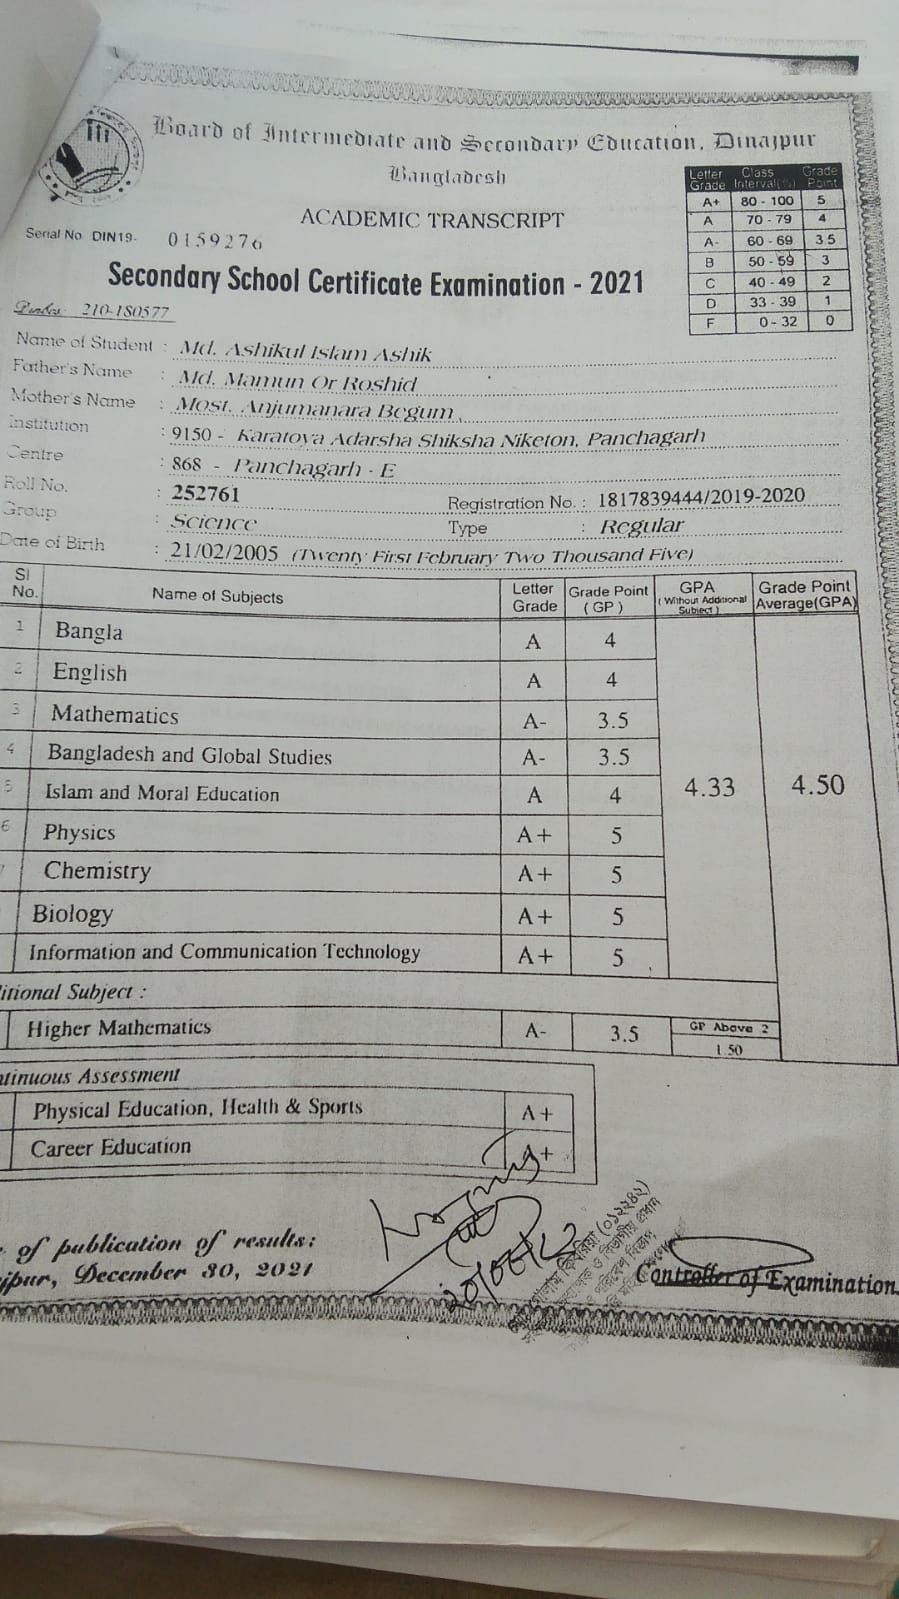 Board of Intermediate and Secondary Education, Dinajpur
Bangladesh
Letter Grade Class Interval(%) Grade Point
A+ 80 - 100 5
A 70 - 79 4
A- 60 - 69 3.5
B 50 - 59 3
C 40 - 49 2
D 33 - 39 1
F 0 - 32 0
ACADEMIC TRANSCRIPT
Serial No DIN19- 0159276
Secondary School Certificate Examination - 2021
210-180577
Name of Student : Md. Ashikul Islam Ashik
Father's Name : Md. Mamun Or Roshid
Mother's Name : Most. Anjumanara Begum
Institution : 9150 - Karatoya Adarsha Shiksha Niketon, Panchagarh
Centre : 868 - Panchagarh - E
Roll No. : 252761 Registration No. : 1817839444/2019-2020
Group : Science Type : Regular
Date of Birth : 21/02/2005 (Twenty First February Two Thousand Five)
Sl No. Name of Subjects Letter Grade Grade Point (GP) GPA (Without Additional Subject) Grade Point Average(GPA)
1 Bangla A 4
2 English A 4
3 Mathematics A- 3.5
4 Bangladesh and Global Studies A- 3.5
5 Islam and Moral Education A 4 4.33 4.50
6 Physics A+ 5
7 Chemistry A+ 5
Biology A+ 5
Information and Communication Technology A+ 5
itional Subject :
Higher Mathematics A- 3.5 GP Above 2
1.50
ntinuous Assessment
Physical Education, Health & Sports A+
Career Education A+
of publication of results:
jpur, December 30, 2021
Controller of Examination